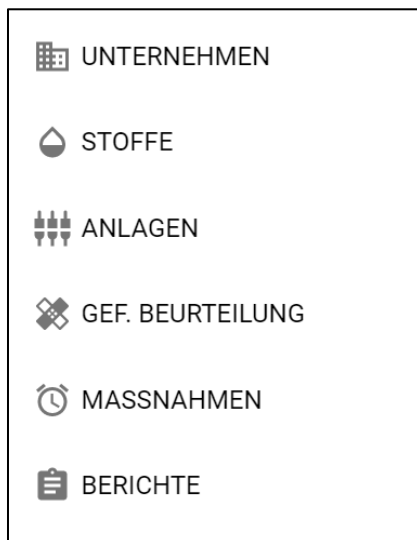 UNTERNEHMEN
STOFFE
ANLAGEN
GEF. BEURTEILUNG
MASSNAHMEN
BERICHTE